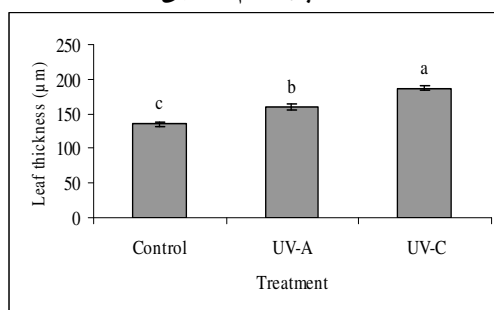 250
200
150
100
50
0
Leaf thickness (µm)
c
b
a
Control UV-A UV-C
Treatment